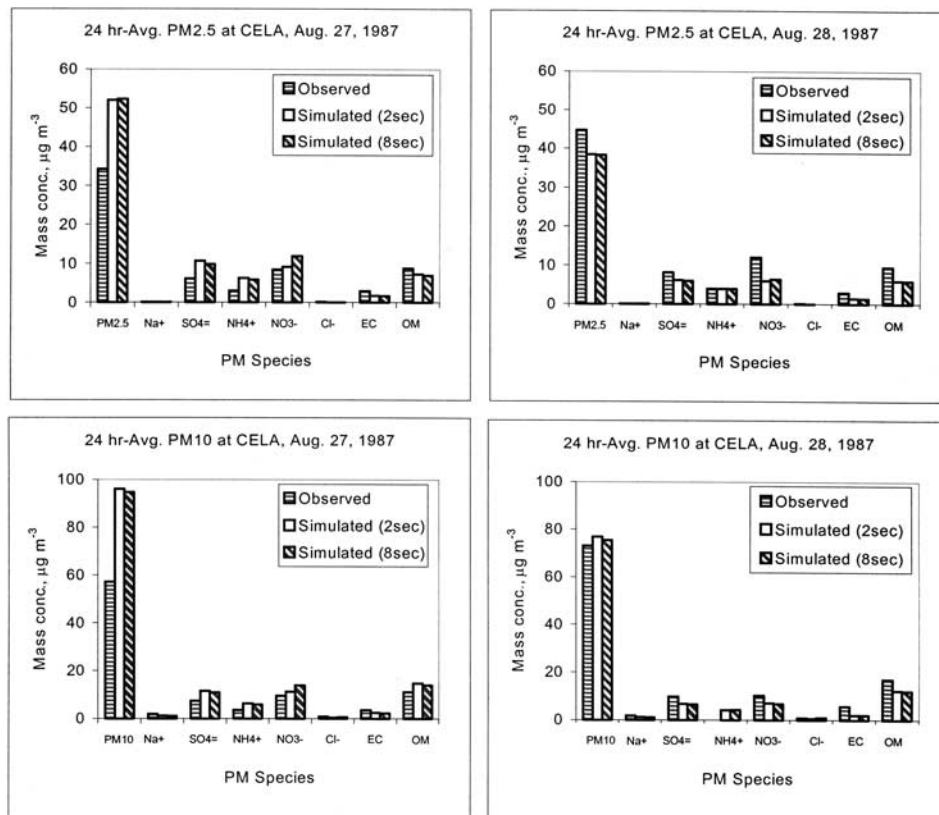 24 hr-Avg. PM2.5 at CELA, Aug. 27, 1987
60
50
40
30
20
10
0
Mass conc., µg m-3
Observed
Simulated (2sec)
Simulated (8sec)
PM2.5 Na+ SO4= NH4+ NO3- Cl- EC OM
PM Species
24 hr-Avg. PM2.5 at CELA, Aug. 28, 1987
60
50
40
30
20
10
0
Mass conc., µg m-3
Observed
Simulated (2sec)
Simulated (8sec)
PM2.5 Na+ SO4= NH4+ NO3- Cl- EC OM
PM Species
24 hr-Avg. PM10 at CELA, Aug. 27, 1987
100
80
60
40
20
0
Mass conc., µg m-3
Observed
Simulated (2sec)
Simulated (8sec)
PM10 Na+ SO4= NH4+ NO3- Cl- EC OM
PM Species
24 hr-Avg. PM10 at CELA, Aug. 28, 1987
100
80
60
40
20
0
Mass conc., µg m-3
Observed
Simulated (2sec)
Simulated (8sec)
PM10 Na+ SO4= NH4+ NO3- Cl- EC OM
PM Species